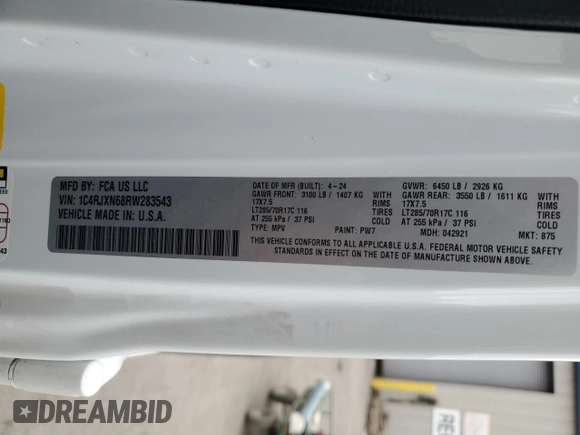 MFD BY: FCA US LLC
VIN: 1C4RJXN68RW283543
VEHICLE MADE IN U.S.A.
DATE OF MFR (BUILT): 4-24
GVWR: 6450 LB / 2926 KG
GAWR FRONT: 3100 LB / 1407 KG WITH
17X7.5 RIMS
LT285/70R17C 116 TIRES
AT 255 kPa / 37 PSI COLD
GAWR REAR: 3550 LB / 1611 KG WITH
17X7.5 RIMS
LT285/70R17C 116 TIRES
AT 255 kPa / 37 PSI COLD
TYPE: MPV
PAINT: PW7
MDH: 042921
MKT: 875
THIS VEHICLE CONFORMS TO ALL APPLICABLE U.S.A. FEDERAL MOTOR VEHICLE SAFETY
STANDARDS IN EFFECT ON THE DATE OF MANUFACTURE SHOWN ABOVE.
DREAMBID